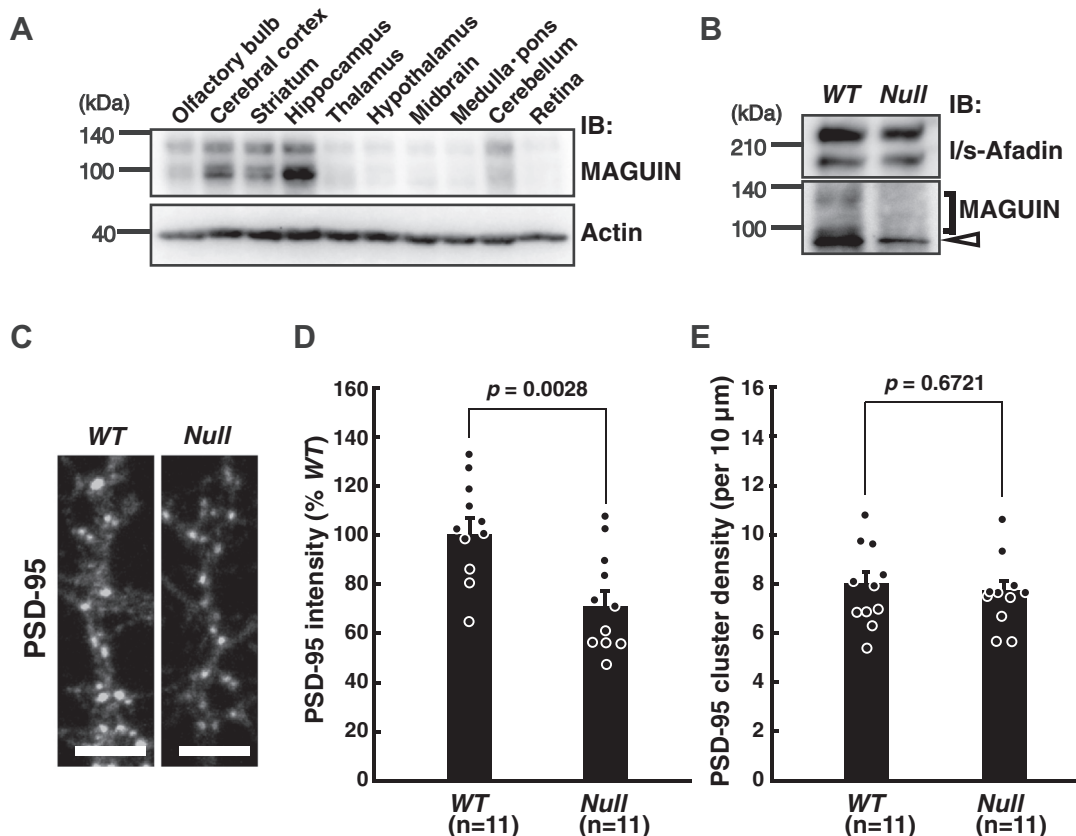 A
Olfactory bulb
Cerebral cortex
Striatum
Hippocampus
Thalamus
Hypothalamus
Midbrain
Medulla・pons
Cerebellum
Retina
(kDa)
140
100
40
IB:
MAGUIN
Actin
B
WT Null
(kDa)
IB:
210
l/s-Afadin
140
MAGUIN
100
C
WT Null
PSD-95
D
PSD-95 intensity (% WT)
160
140
120
100
80
60
40
20
0
p = 0.0028
WT Null
(n=11) (n=11)
E
PSD-95 cluster density (per 10 μm)
16
14
12
10
8
6
4
2
0
p = 0.6721
WT Null
(n=11) (n=11)